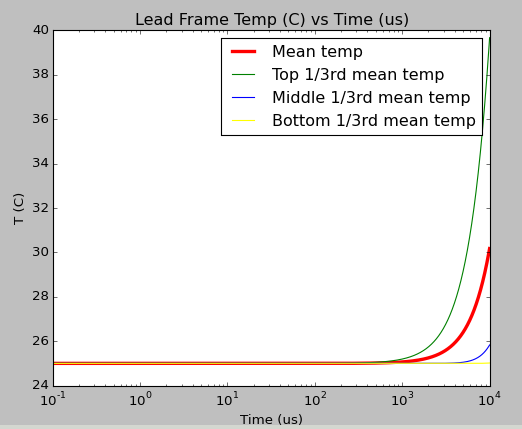 Lead Frame Temp (C) vs Time (us)
Mean temp
Top 1/3rd mean temp
Middle 1/3rd mean temp
Bottom 1/3rd mean temp
T (C)
40
38
36
34
32
30
28
26
24
10^-1 10^0 10^1 10^2 10^3 10^4
Time (us)